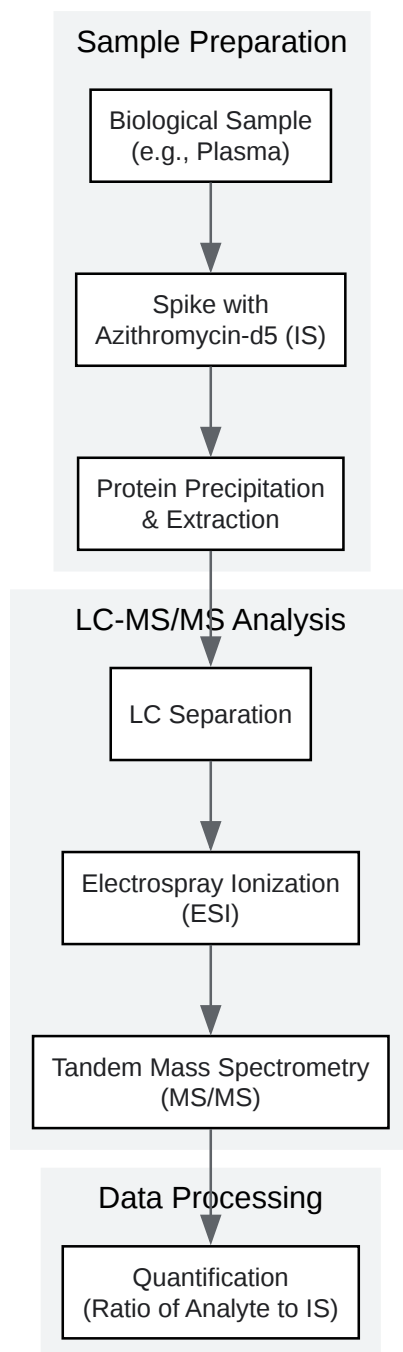 Sample Preparation
Biological Sample
(e.g., Plasma)
Spike with
Azithromycin-d5 (IS)
Protein Precipitation
& Extraction
LC-MS/MS Analysis
LC Separation
Electrospray Ionization
(ESI)
Tandem Mass Spectrometry
(MS/MS)
Data Processing
Quantification
(Ratio of Analyte to IS)